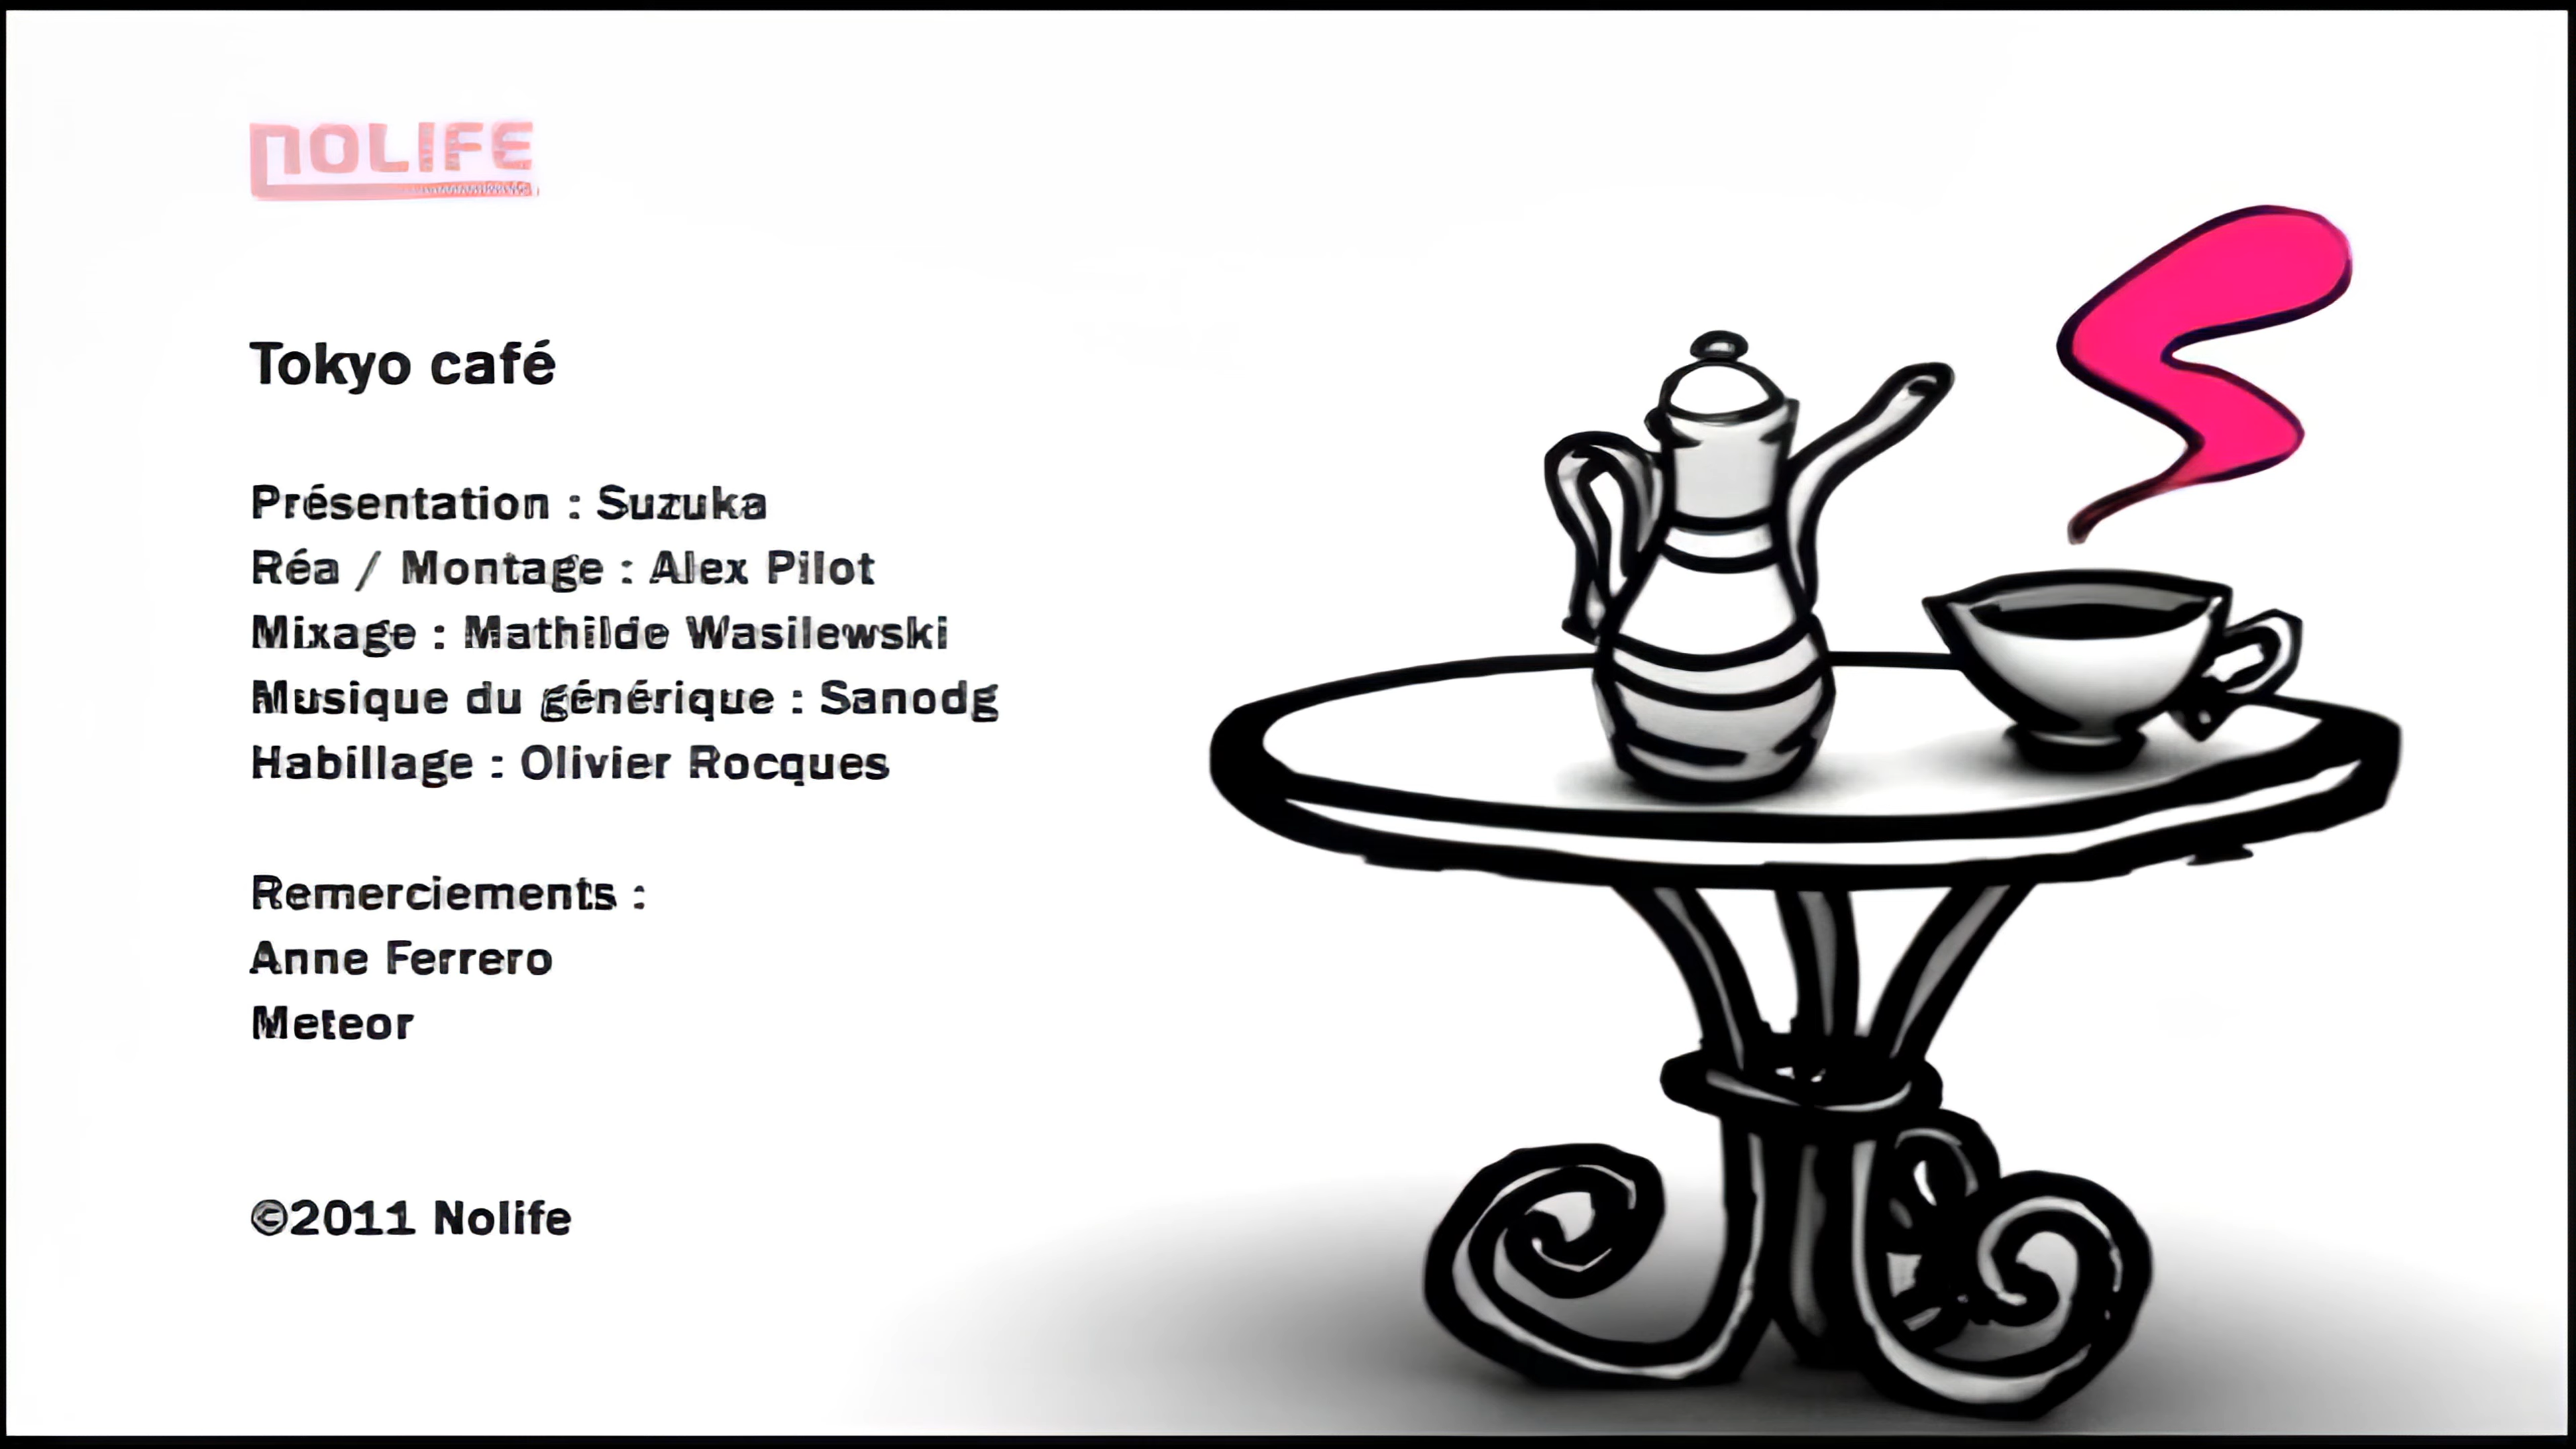 NOLIFE
Tokyo café
Présentation : Suzuka
Réa / Montage : Alex Pilot
Mixage : Mathilde Wasilewski
Musique du générique : Sanodg
Habillage : Olivier Rocques
Remerciements :
Anne Ferrero
Meteor
©2011 Nolife